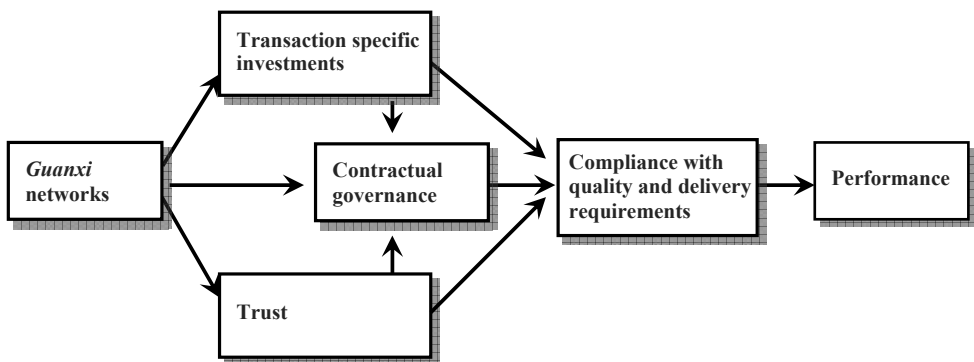 Transaction specific
investments
Guanxi
networks
Contractual
governance
Compliance with
quality and delivery
requirements
Performance
Trust